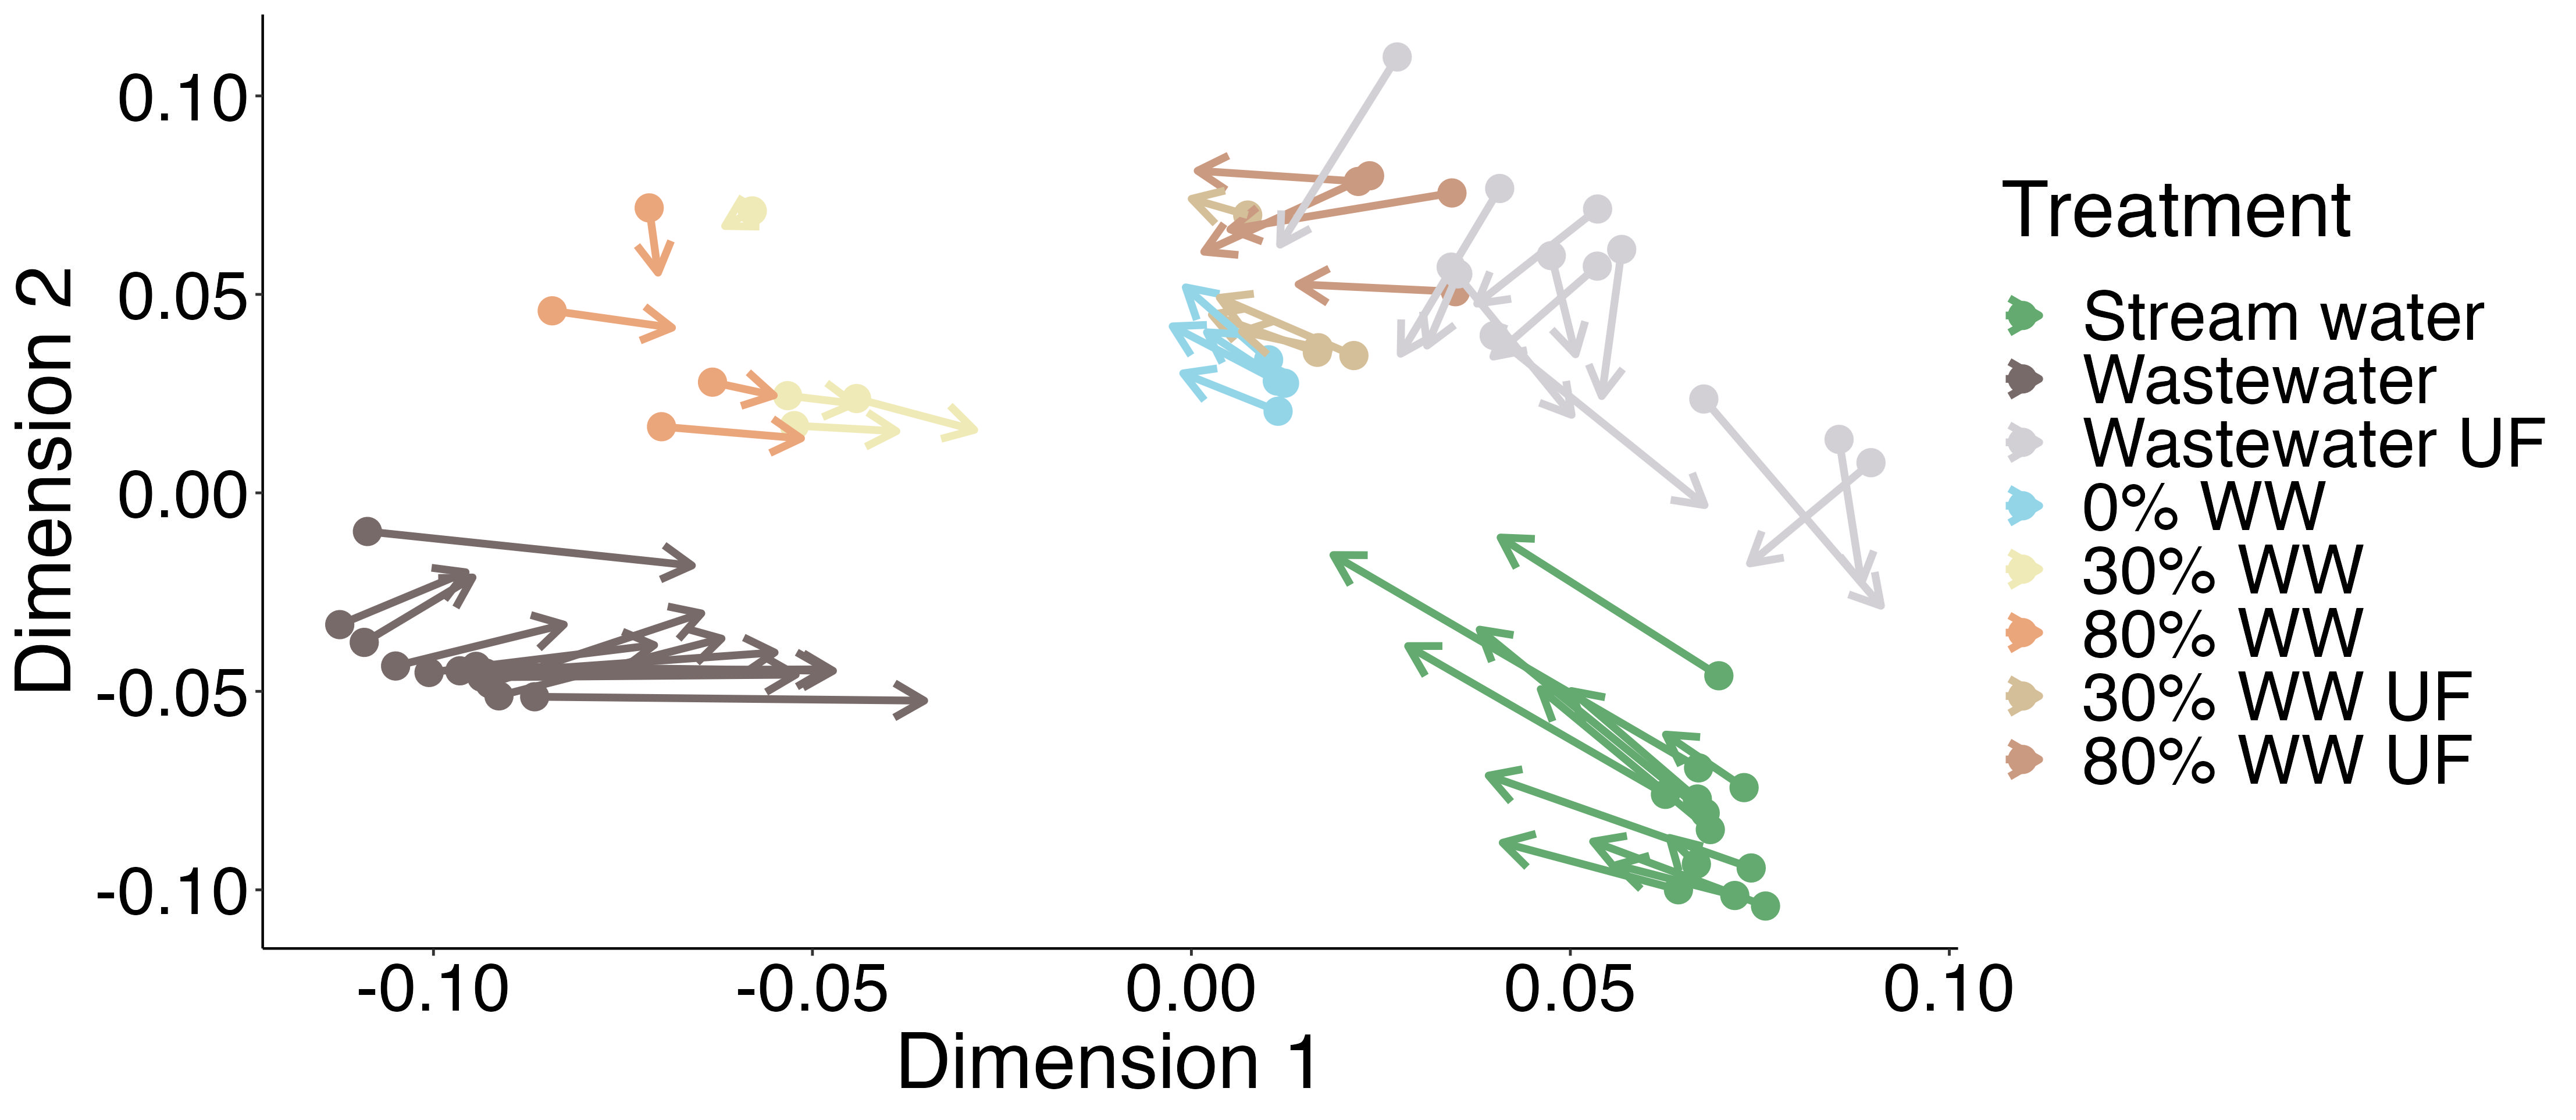 Dimension 2
0.10
0.05
0.00
-0.05
-0.10
-0.10
-0.05
0.00
0.05
0.10
Dimension 1
Treatment
Stream water
Wastewater
Wastewater UF
0% WW
30% WW
80% WW
30% WW UF
80% WW UF